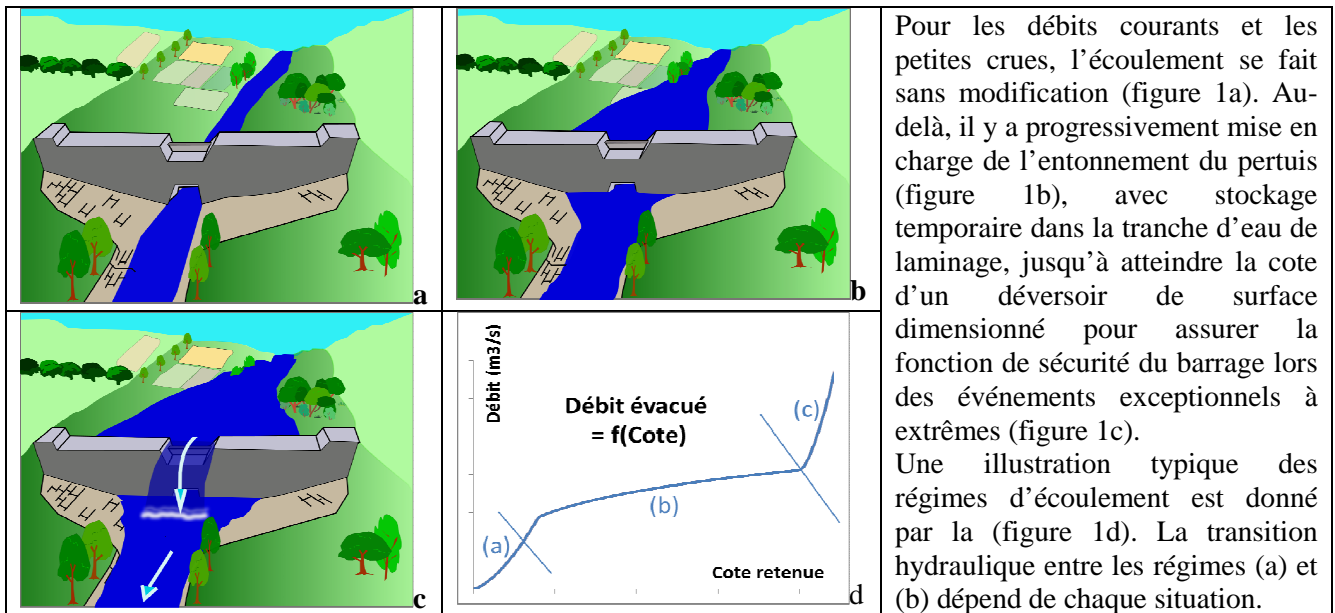 a
b
c
Débit (m3/s)
Débit évacué
= f(Cote)
(a)
(b)
(c)
Cote retenue
d
Pour les débits courants et les
petites crues, l’écoulement se fait
sans modification (figure 1a). Au-
delà, il y a progressivement mise en
charge de l’entonnement du pertuis
(figure 1b), avec stockage
temporaire dans la tranche d’eau de
laminage, jusqu’à atteindre la cote
d’un déversoir de surface
dimensionné pour assurer la
fonction de sécurité du barrage lors
des événements exceptionnels à
extrêmes (figure 1c).
Une illustration typique des
régimes d’écoulement est donné
par la (figure 1d). La transition
hydraulique entre les régimes (a) et
(b) dépend de chaque situation.